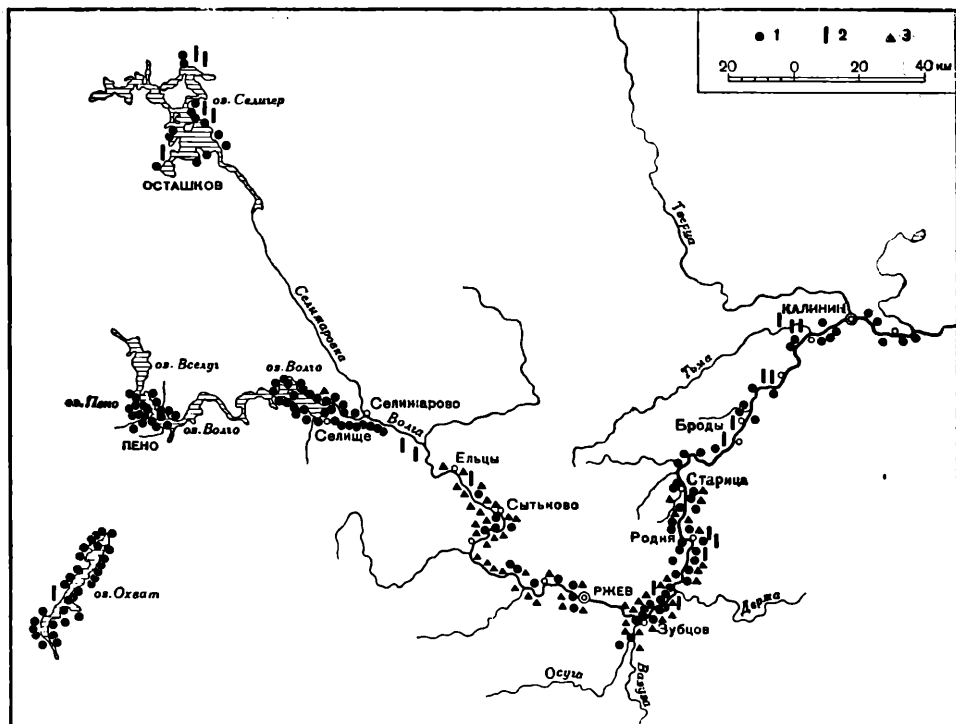 1 2 3
20 0 20 40 км
оз. Селигер
ОСТАШКОВ
Тверца
Селижаровка
КАЛИНИН
Тьма
оз. Вселуг
оз. Волго
оз. Пено
Селижарово
Волга
Броды
оз. Волго
Селище
ПЕНО
Ельцы
Старица
Сытьково
Родня
оз. Охват
РЖЕВ
Держа
Зубцов
Осуга
Вазуза